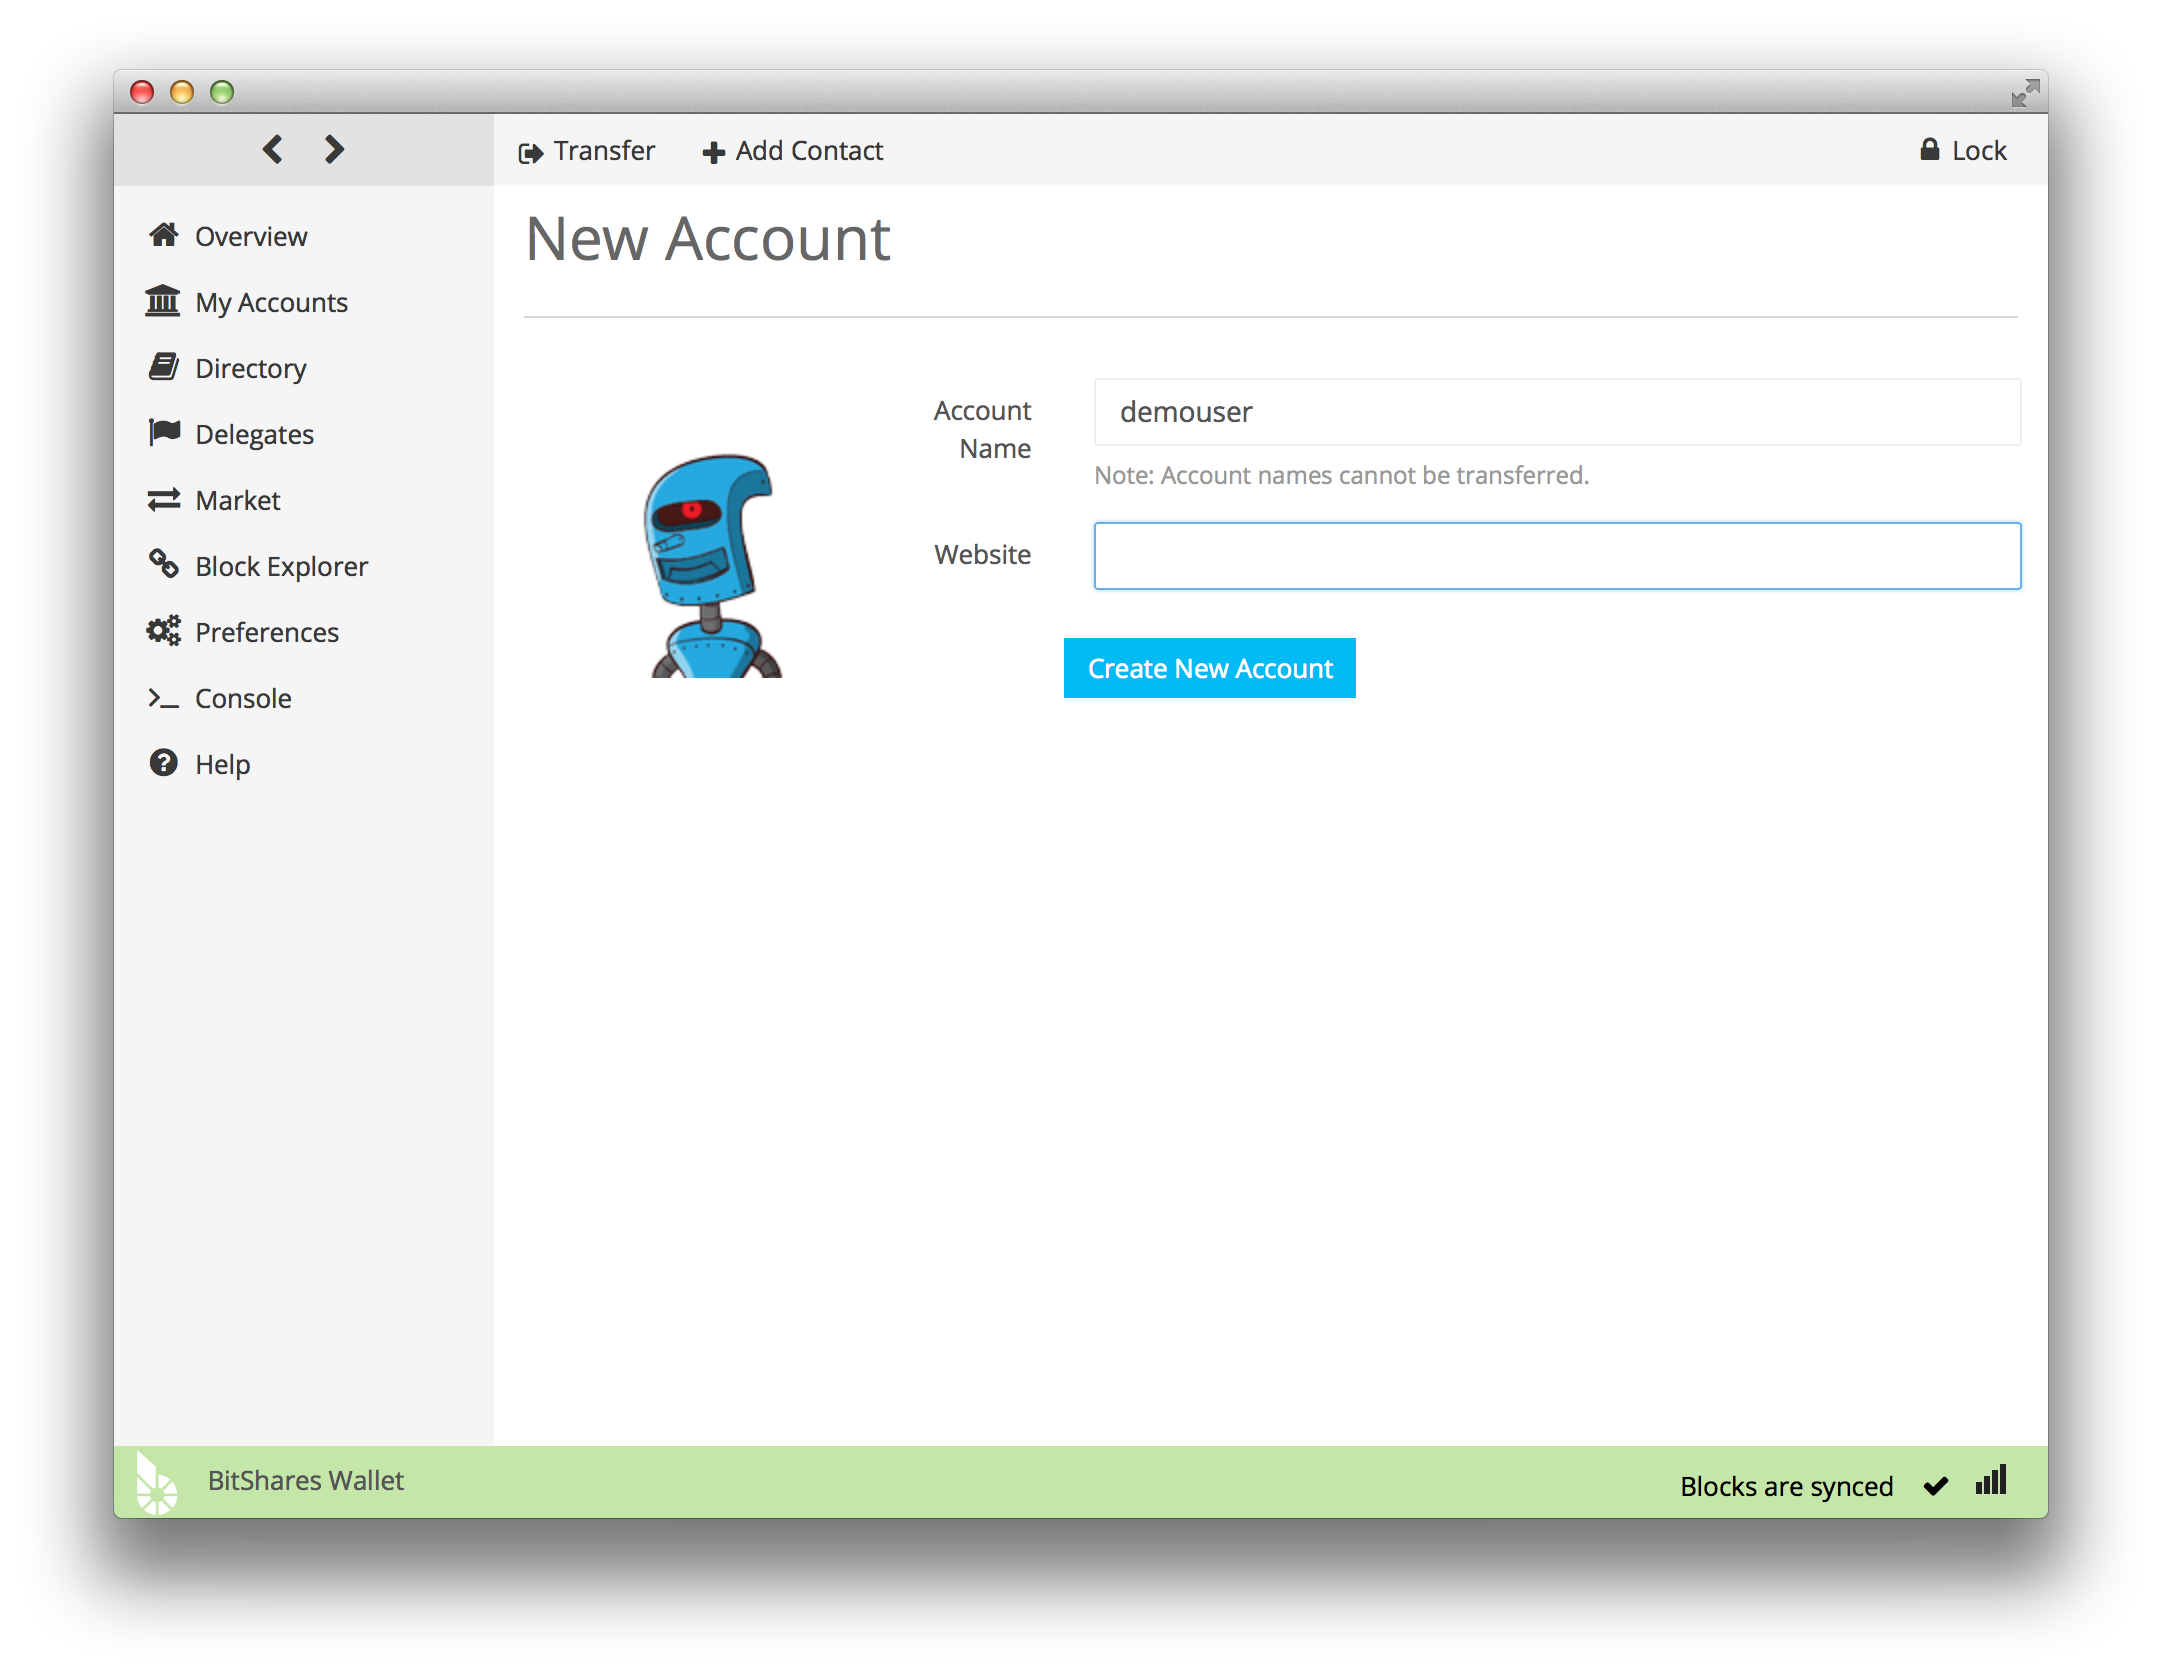 Transfer
Add Contact
Lock
Overview
My Accounts
Directory
Delegates
Market
Block Explorer
Preferences
Console
Help
New Account
Account
Name
demouser
Note: Account names cannot be transferred.
Website
Create New Account
BitShares Wallet
Blocks are synced